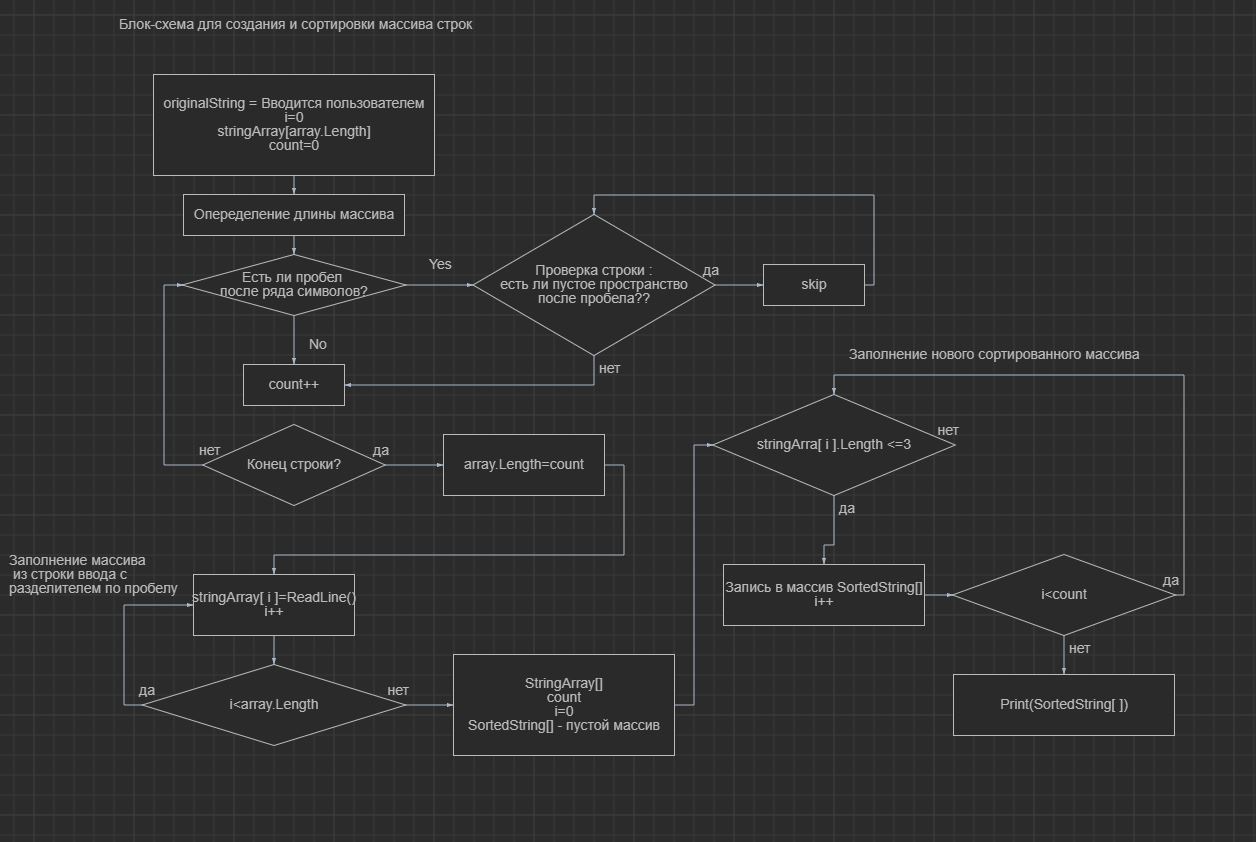 Блок-схема для создания и сортировки массива строк
originalString = Вводится пользователем
i=0
stringArray[array.Length]
count=0
Опеределение длины массива
Есть ли пробел
после ряда символов?
Yes
No
Проверка строки :
есть ли пустое пространство
после пробела??
да
skip
нет
count++
Конец строки?
нет
да
array.Length=count
Заполнение массива
из строки ввода с
разделителем по пробелу
stringArray[ i ]=ReadLine()
i++
i<array.Length
да
нет
StringArray[]
count
i=0
SortedString[] - пустой массив
Заполнение нового сортированного массива
stringArra[ i ].Length <=3
нет
да
Запись в массив SortedString[]
i++
i<count
да
нет
Print(SortedString[ ])